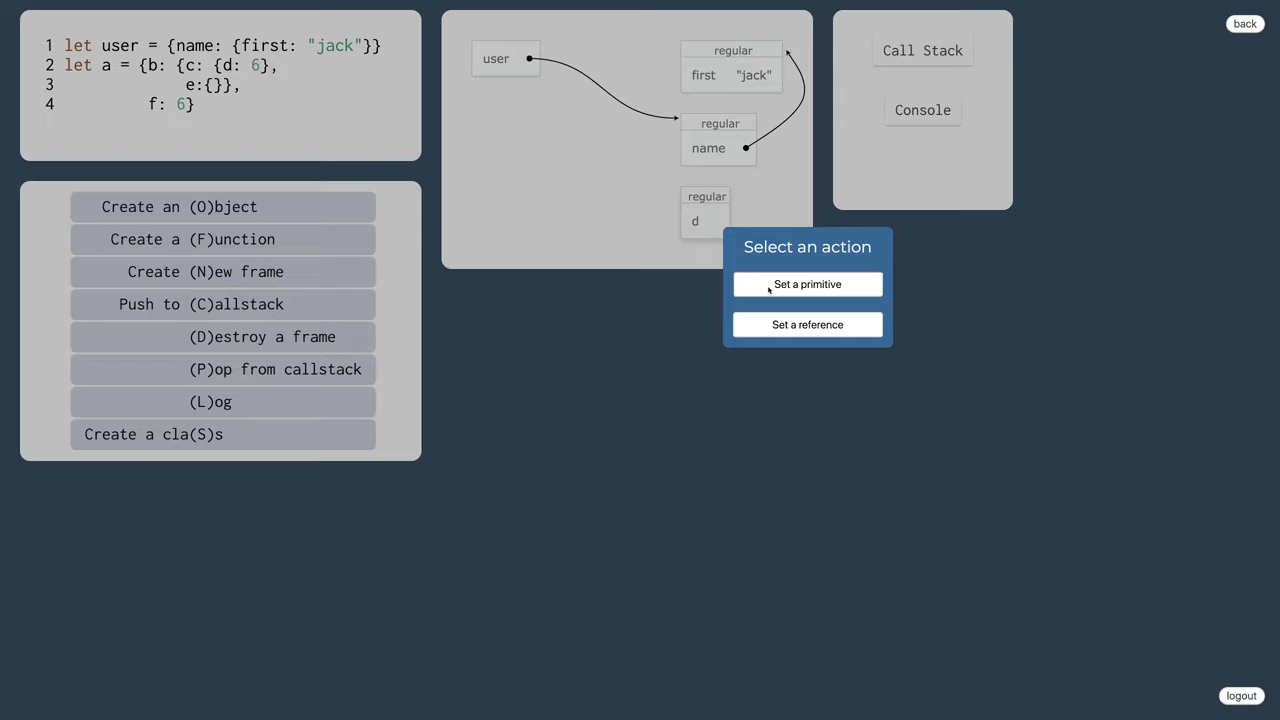 back
1 let user = {name: {first: "jack"}}
2 let a = {b: {c: {d: 6},
3 e:{}},
4 f: 6}
user
regular
first "jack"
regular
name
regular
d
Call Stack
Console
Create an (O)bject
Create a (F)unction
Create (N)ew frame
Push to (C)allstack
(D)estroy a frame
(P)op from callstack
(L)og
Create a cla(S)s
Select an action
Set a primitive
Set a reference
logout